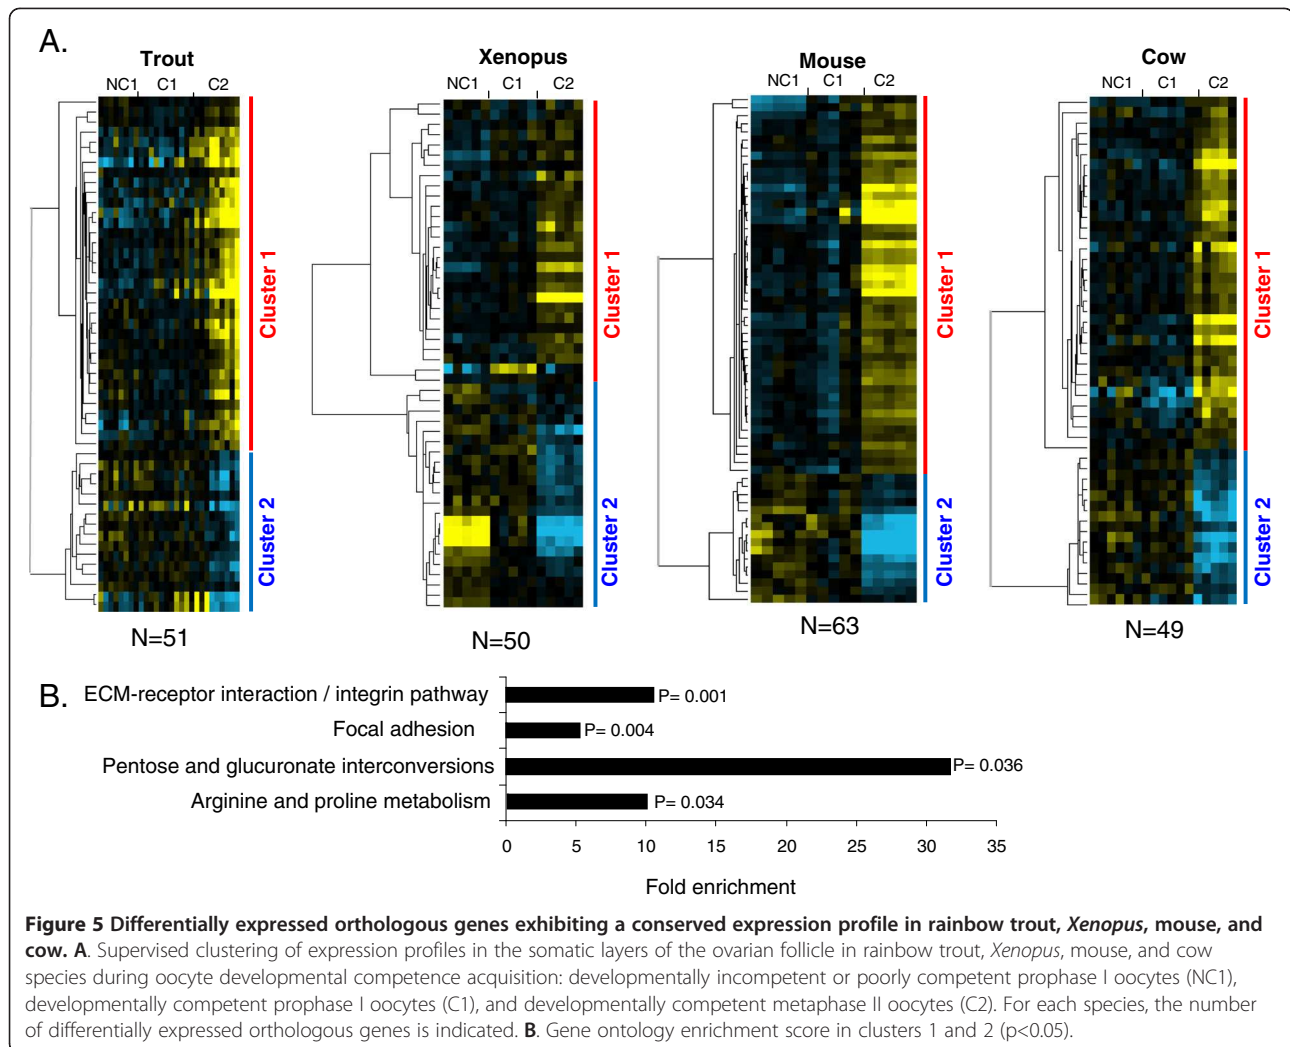 A.
Trout
Xenopus
Mouse
Cow
NC1 C1 C2
NC1 C1 C2
NC1 C1 C2
NC1 C1 C2
Cluster 1
Cluster 2
Cluster 1
Cluster 2
Cluster 1
Cluster 2
Cluster 1
Cluster 2
N=51
N=50
N=63
N=49
B.
ECM-receptor interaction / integrin pathway
P= 0.001
Focal adhesion
P= 0.004
Pentose and glucuronate interconversions
P= 0.036
Arginine and proline metabolism
P= 0.034
0 5 10 15 20 25 30 35
Fold enrichment
Figure 5 Differentially expressed orthologous genes exhibiting a conserved expression profile in rainbow trout, Xenopus, mouse, and
cow. A. Supervised clustering of expression profiles in the somatic layers of the ovarian follicle in rainbow trout, Xenopus, mouse, and cow
species during oocyte developmental competence acquisition: developmentally incompetent or poorly competent prophase I oocytes (NC1),
developmentally competent prophase I oocytes (C1), and developmentally competent metaphase II oocytes (C2). For each species, the number
of differentially expressed orthologous genes is indicated. B. Gene ontology enrichment score in clusters 1 and 2 (p<0.05).